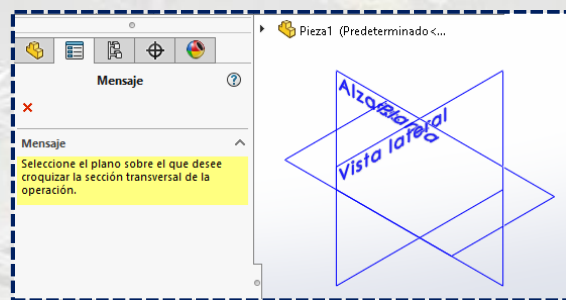 Pieza1 (Predeterminado<...
Mensaje
Mensaje
Seleccione el plano sobre el que desee
croquizar la sección transversal de la
operación.
Alzado
Planta
Vista lateral